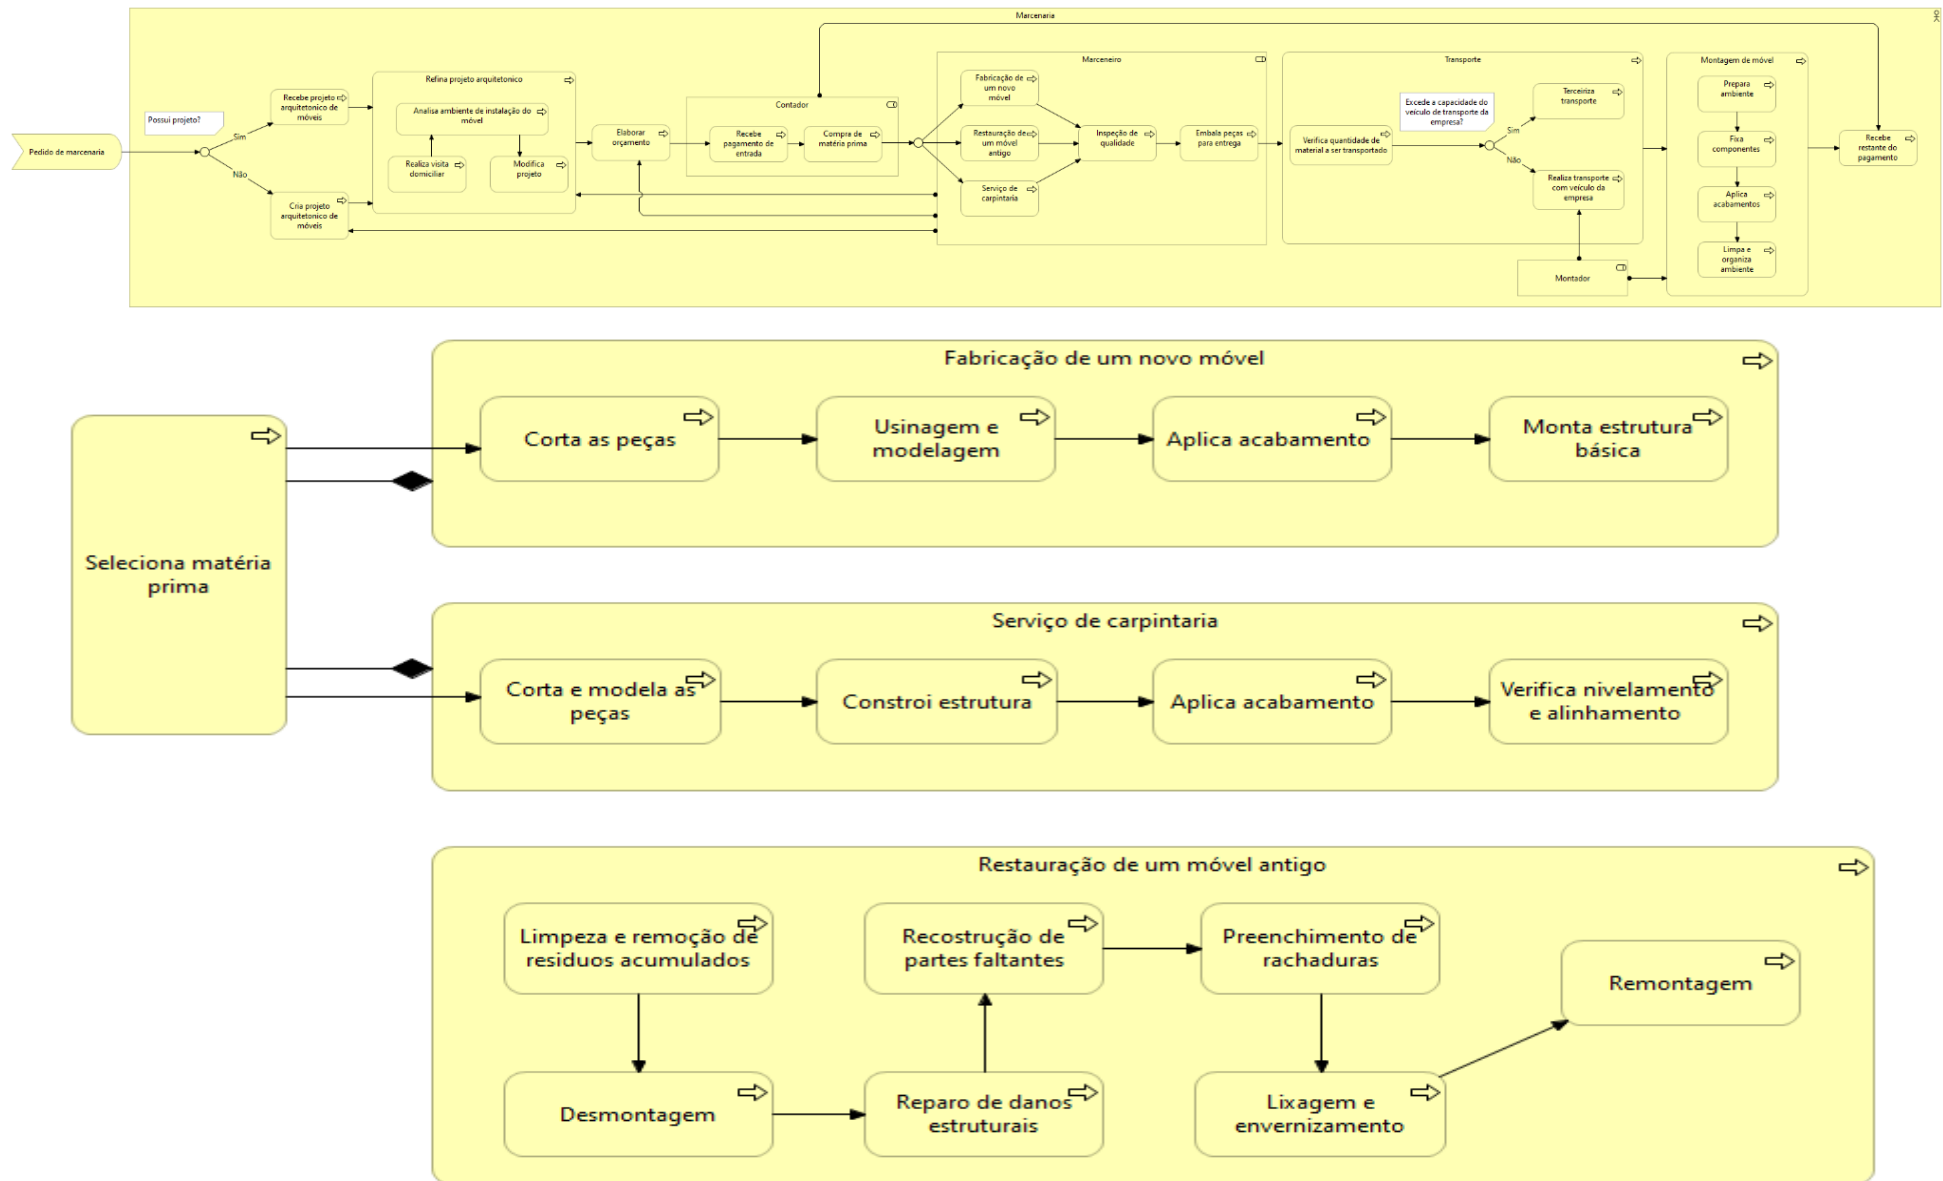 Marcenaria
Pedido de marcenaria
Possui projeto?
Sim
Não
Recebe projeto
arquitetonico de
móveis
Cria projeto
arquitetonico de
móveis
Refina projeto arquitetonico
Analisa ambiente de instalação do
móvel
Realiza visita
domiciliar
Modifica
projeto
Elaborar
orçamento
Contador
Recebe
pagamento de
entrada
Compra de
matéria prima
Marceneiro
Fabricação de
um novo
móvel
Restauração de
um móvel
antigo
Serviço de
carpintaria
Inspeção de
qualidade
Embala peças
para entrega
Transporte
Verifica quantidade de
material a ser transportado
Excede a capacidade do
veículo de transporte da
empresa?
Sim
Não
Terceiriza
transporte
Realiza transporte
com veículo da
empresa
Montador
Montagem de móvel
Prepara
ambiente
Fixa
componentes
Aplica
acabamentos
Limpa e
organiza
ambiente
Recebe
restante do
pagamento
Seleciona matéria
prima
Fabricação de um novo móvel
Corta as peças
Usinagem e
modelagem
Aplica acabamento
Monta estrutura
básica
Serviço de carpintaria
Corta e modela as
peças
Constroi estrutura
Aplica acabamento
Verifica nivelamento
e alinhamento
Restauração de um móvel antigo
Limpeza e remoção de
residuos acumulados
Desmontagem
Reparo de danos
estruturais
Recostrução de
partes faltantes
Preenchimento de
rachaduras
Lixagem e
envernizamento
Remontagem